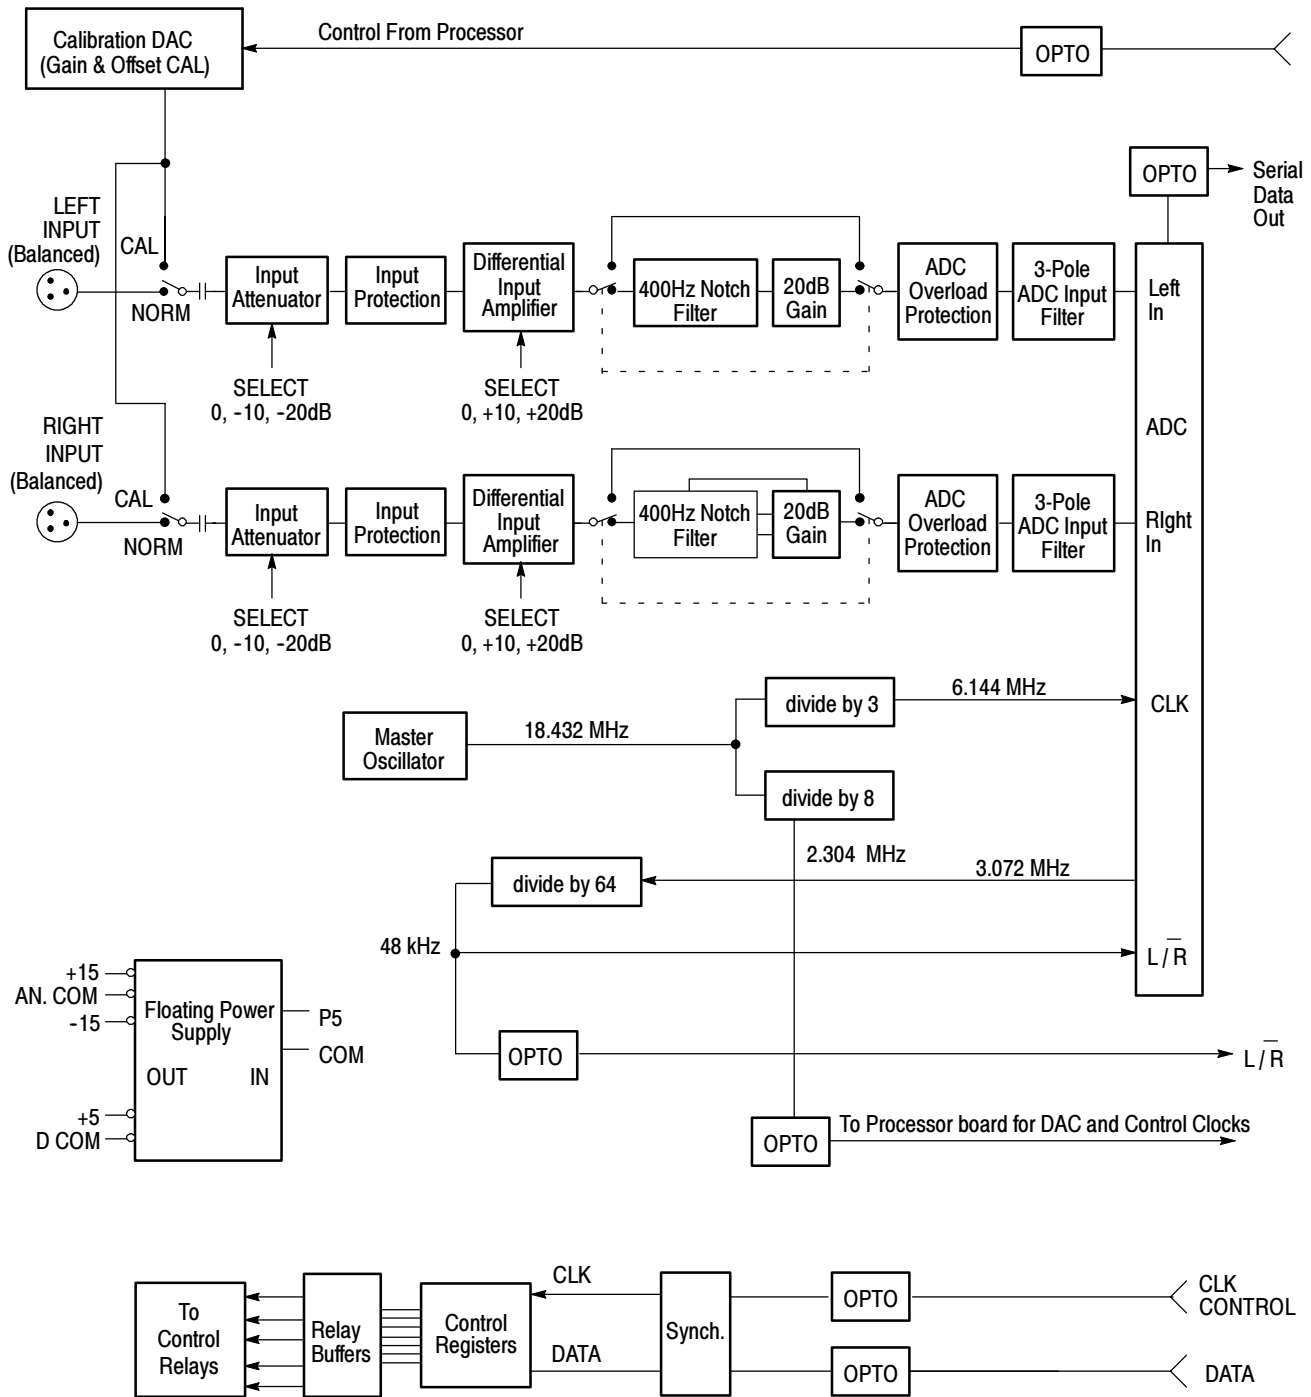 Calibration DAC
(Gain & Offset CAL)
Control From Processor
OPTO
OPTO
Serial
Data
Out
LEFT
INPUT
(Balanced)
CAL
NORM
Input
Attenuator
Input
Protection
Differential
Input
Amplifier
400Hz Notch
Filter
20dB
Gain
ADC
Overload
Protection
3-Pole
ADC Input
Filter
Left
In
SELECT
0, -10, -20dB
SELECT
0, +10, +20dB
ADC
RIGHT
INPUT
(Balanced)
CAL
NORM
Input
Attenuator
Input
Protection
Differential
Input
Amplifier
400Hz Notch
Filter
20dB
Gain
ADC
Overload
Protection
3-Pole
ADC Input
Filter
RIght
In
SELECT
0, -10, -20dB
SELECT
0, +10, +20dB
Master
Oscillator
18.432 MHz
divide by 3
6.144 MHz
CLK
divide by 8
2.304 MHz
divide by 64
3.072 MHz
48 kHz
L / R̅
+15
AN. COM
-15
Floating Power
Supply
P5
COM
OUT IN
+5
D COM
OPTO
L / R̅
OPTO
To Processor board for DAC and Control Clocks
To
Control
Relays
Relay
Buffers
Control
Registers
CLK
DATA
Synch.
OPTO
CLK
CONTROL
OPTO
DATA